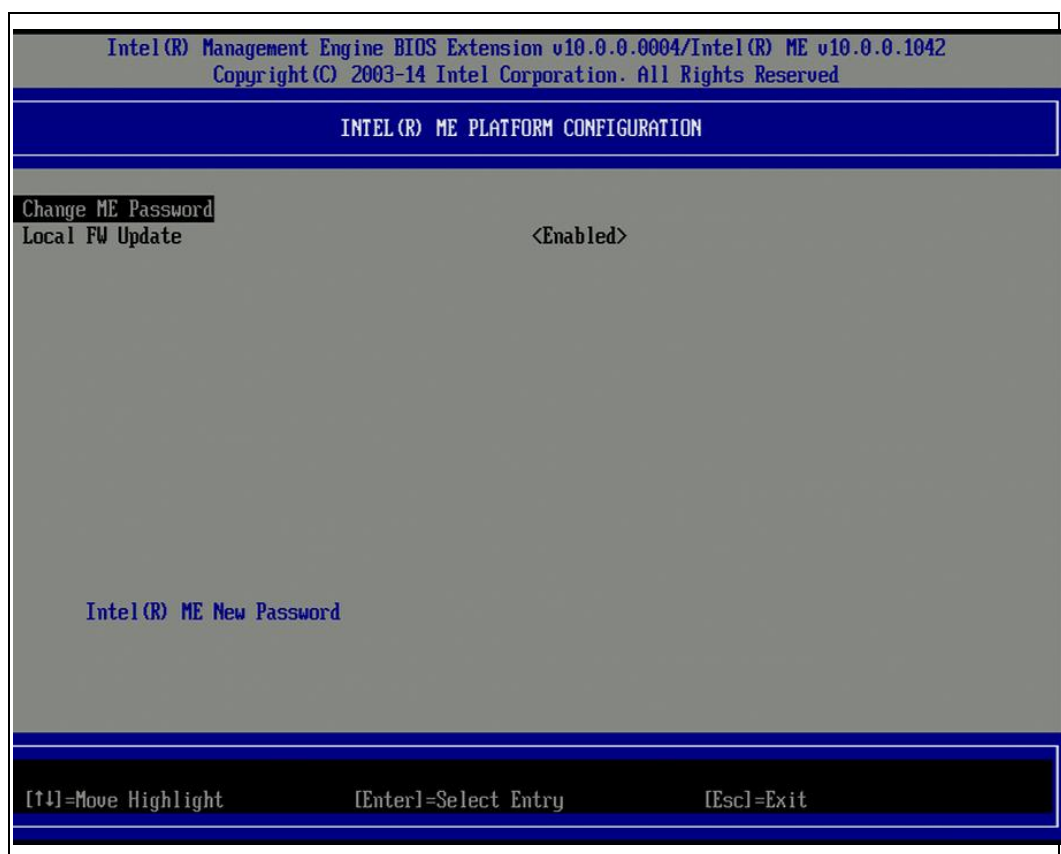 Intel(R) Management Engine BIOS Extension v10.0.0.0004/Intel(R) ME v10.0.0.1042
Copyright(C) 2003-14 Intel Corporation. All Rights Reserved
INTEL(R) ME PLATFORM CONFIGURATION
Change ME Password
Local FW Update <Enabled>
Intel(R) ME New Password
[↑↓]=Move Highlight [Enter]=Select Entry [Esc]=Exit